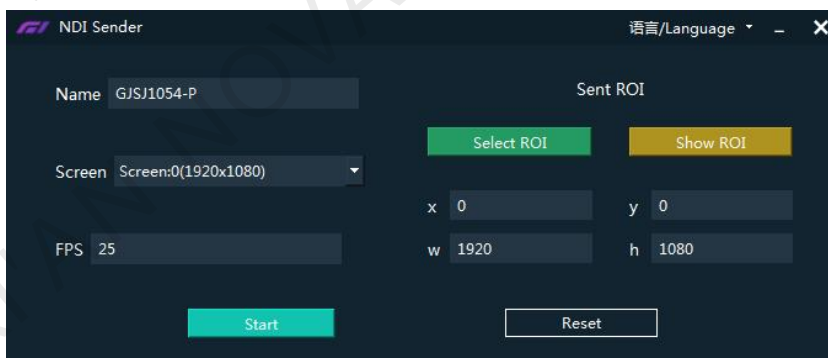 NDI Sender 语言/Language
Name GJSJ1054-P
Sent ROI
Select ROI Show ROI
Screen Screen:0(1920x1080)
x 0 y 0
FPS 25 w 1920 h 1080
Start Reset